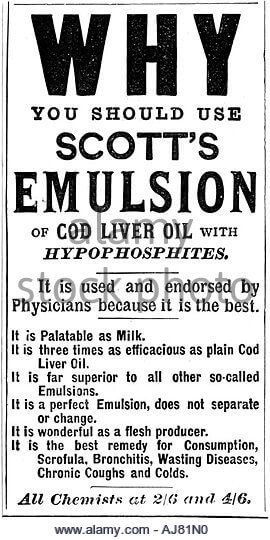 WHY
YOU SHOULD USE
SCOTT'S
EMULSION
OF COD LIVER OIL WITH
HYPOPHOSPHITES.
It is used and endorsed by
Physicians because it is the best.
It is Palatable as Milk.
It is three times as efficacious as plain Cod
Liver Oil.
It is far superior to all other so-called
Emulsions.
It is a perfect Emulsion, does not separate
or change.
It is wonderful as a flesh producer.
It is the best remedy for Consumption,
Scrofula, Bronchitis, Wasting Diseases,
Chronic Coughs and Colds.
All Chemists at 2/6 and 4/6.
alamy
stock photo
www.alamy.com - AJ81N0